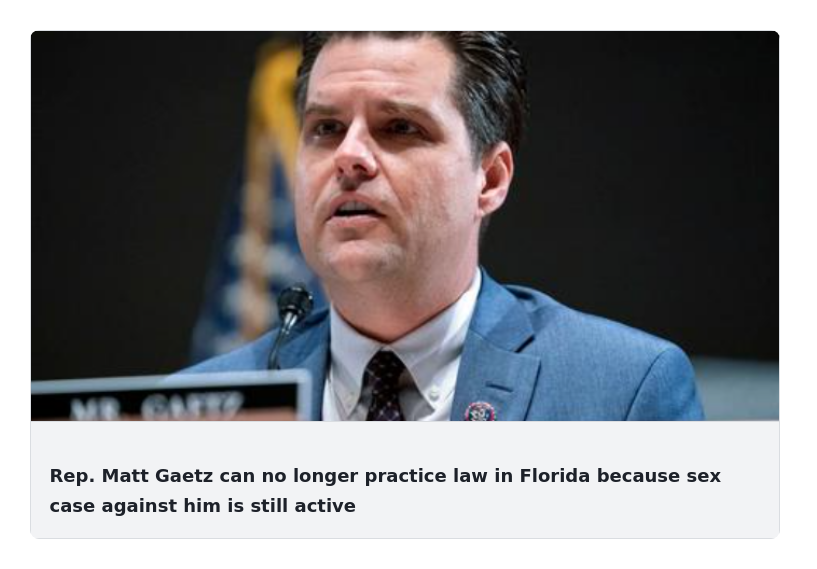 MR. GAETZ
Rep. Matt Gaetz can no longer practice law in Florida because sex
case against him is still active